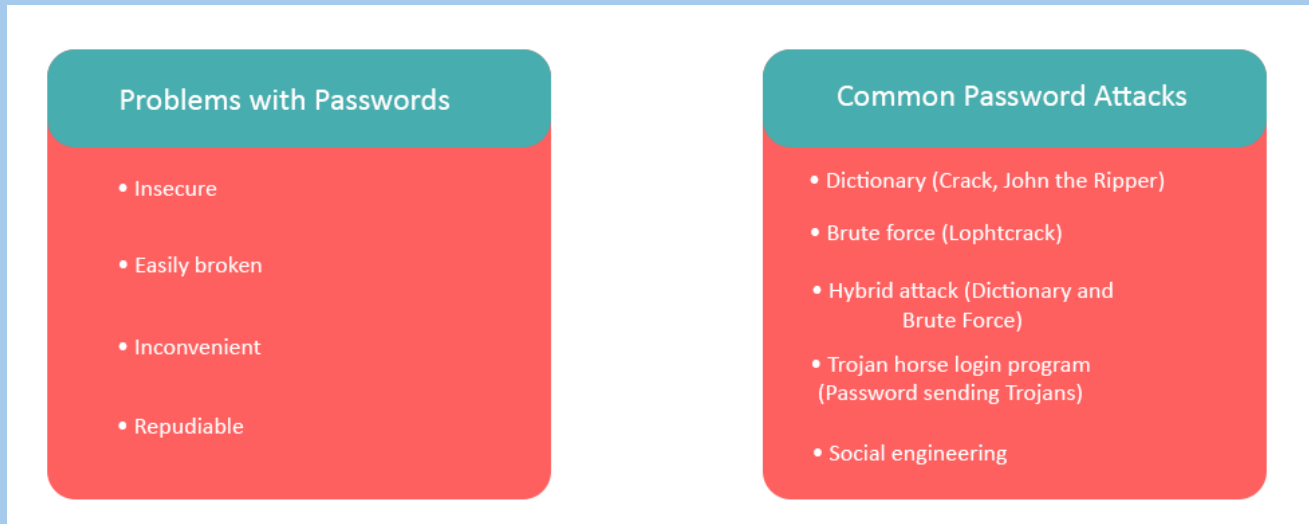 Problems with Passwords
• Insecure
• Easily broken
• Inconvenient
• Repudiable
Common Password Attacks
• Dictionary (Crack, John the Ripper)
• Brute force (Lophtcrack)
• Hybrid attack (Dictionary and
Brute Force)
• Trojan horse login program
(Password sending Trojans)
• Social engineering